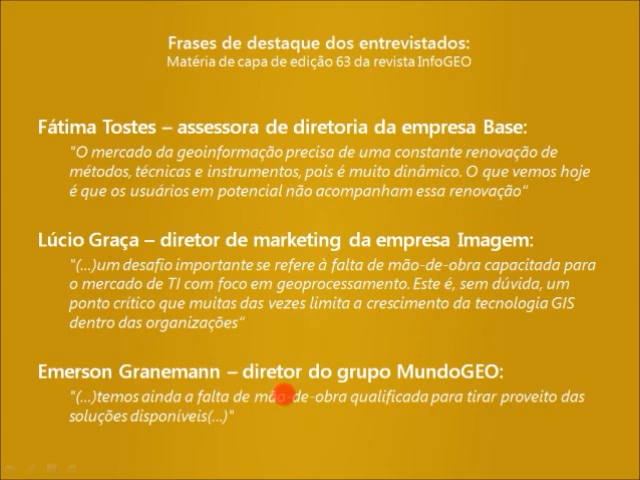 Frases de destaque dos entrevistados:
Matéria de capa de edição 63 da revista InfoGEO
Fátima Tostes – assessora de diretoria da empresa Base:
"O mercado da geoinformação precisa de uma constante renovação de
métodos, técnicas e instrumentos, pois é muito dinâmico. O que vemos hoje
é que os usuários em potencial não acompanham essa renovação"
Lúcio Graça – diretor de marketing da empresa Imagem:
"(...)um desafio importante se refere à falta de mão-de-obra capacitada para
o mercado de TI com foco em geoprocessamento. Este é, sem dúvida, um
ponto crítico que muitas das vezes limita a crescimento da tecnologia GIS
dentro das organizações"
Emerson Granemann – diretor do grupo MundoGEO:
"(...)temos ainda a falta de mão-de-obra qualificada para tirar proveito das
soluções disponíveis(...)"